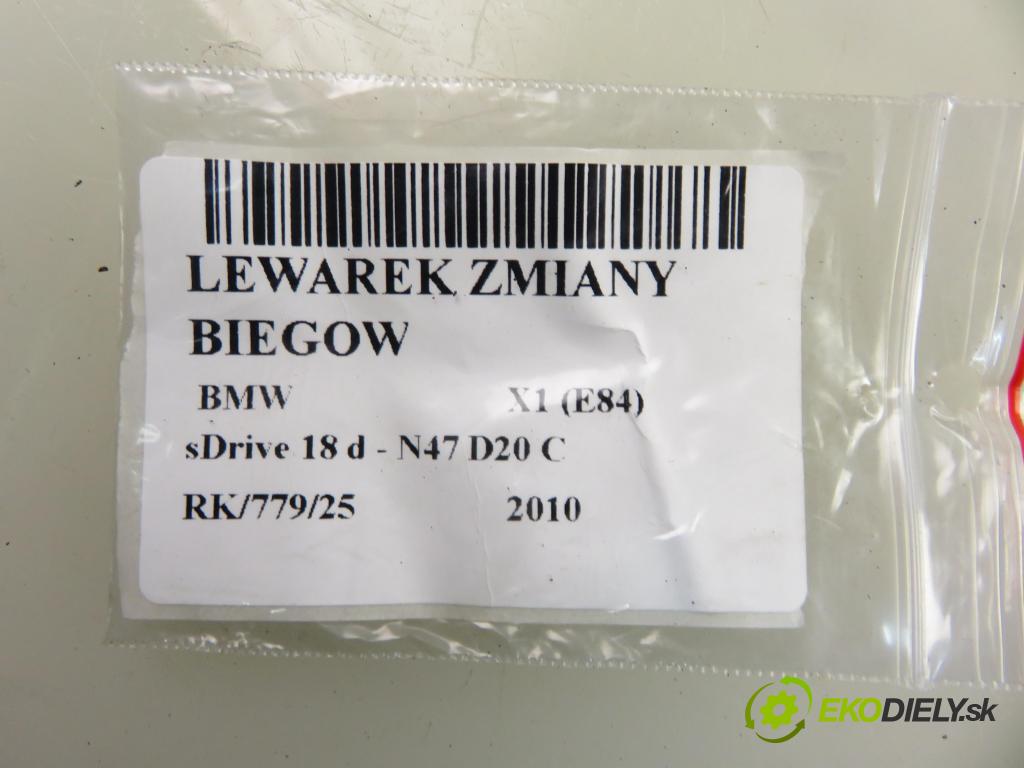 LEWAREK ZMIANY
BIEGOW
BMW X1 (E84)
sDrive 18 d - N47 D20 C
RK/779/25 2010
EKODIELY.sk